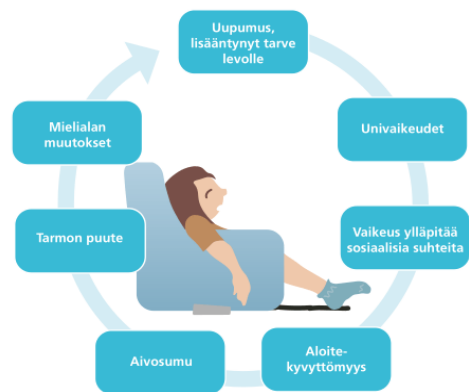 Uupumus,
lisääntynyt tarve
levolle
Univaikeudet
Vaikeus ylläpitää
sosiaalisia suhteita
Aloite-
kyvyttömyys
Aivosumu
Tarmon puute
Mielialan
muutokset